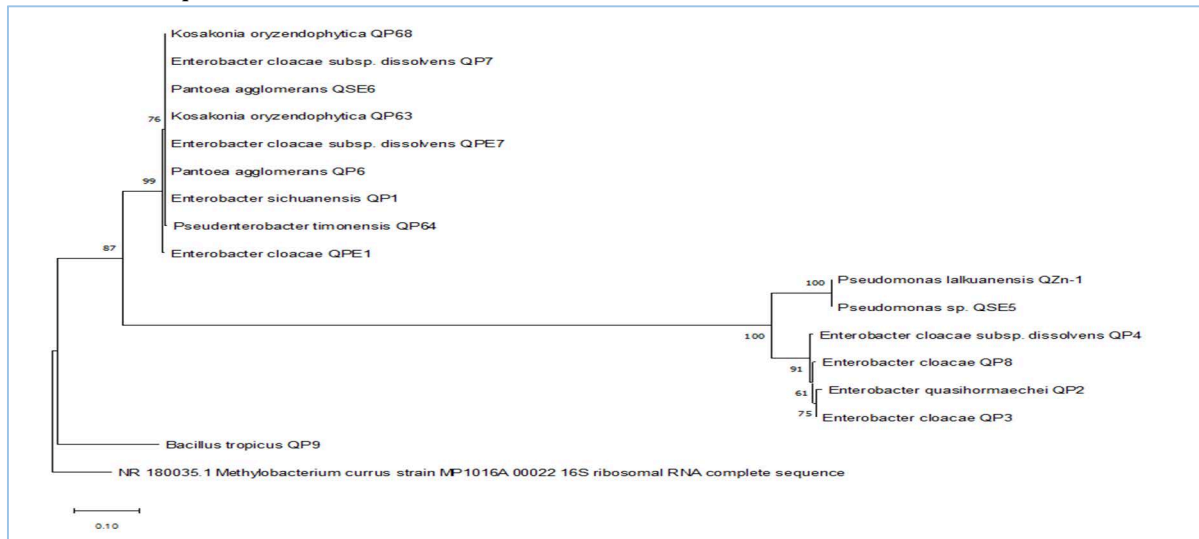 Kosakonia oryzendophytica QP68
Enterobacter cloacae subsp. dissolvens QP7
Pantoea agglomerans QSE6
76
Kosakonia oryzendophytica QP63
Enterobacter cloacae subsp. dissolvens QPE7
Pantoea agglomerans QP6
99
Enterobacter sichuanensis QP1
Pseudenterobacter timonensis QP64
87
Enterobacter cloacae QPE1
100
Pseudomonas lalkuanensis QZn-1
Pseudomonas sp. QSE5
100
Enterobacter cloacae subsp. dissolvens QP4
91
Enterobacter cloacae QP8
61
Enterobacter quasihormaechei QP2
75
Enterobacter cloacae QP3
Bacillus tropicus QP9
NR 180035.1 Methylobacterium currus strain MP1016A 00022 16S ribosomal RNA complete sequence
0.10